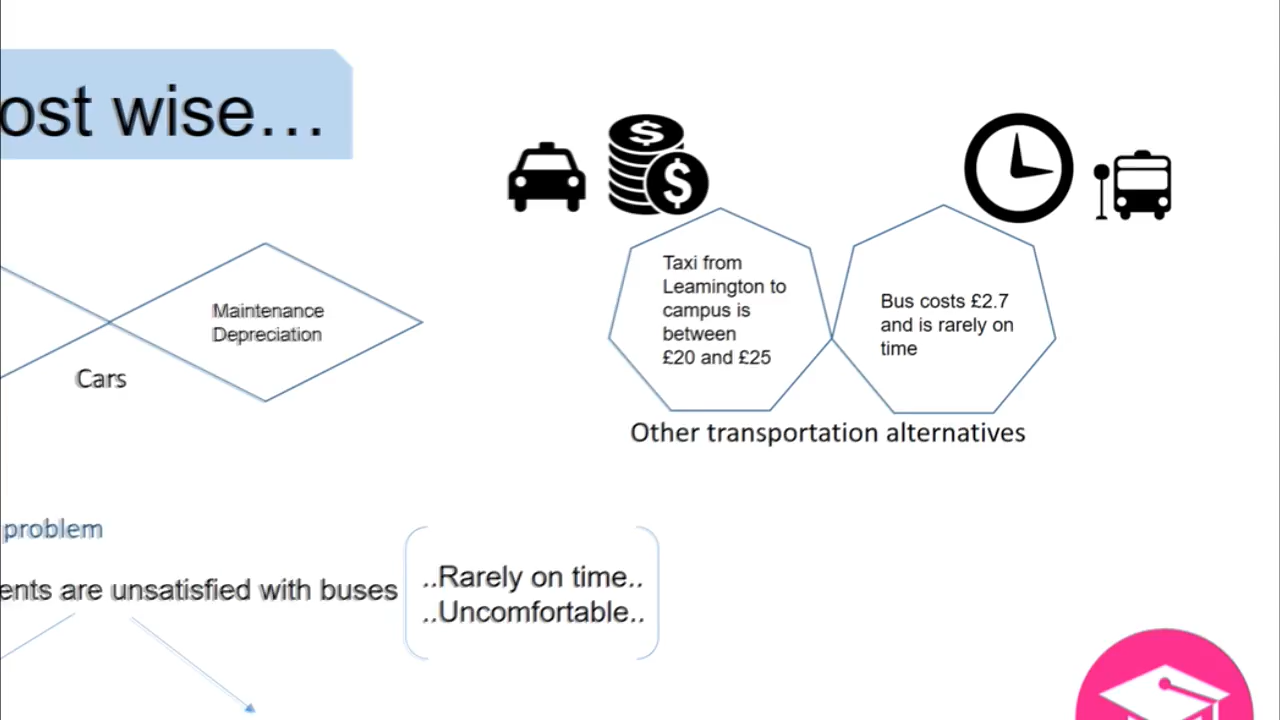 ost wise…
Taxi from
Leamington to
campus is
between
£20 and £25
Bus costs £2.7
and is rarely on
time
Maintenance
Depreciation
Cars
Other transportation alternatives
problem
ents are unsatisfied with buses
..Rarely on time..
..Uncomfortable..